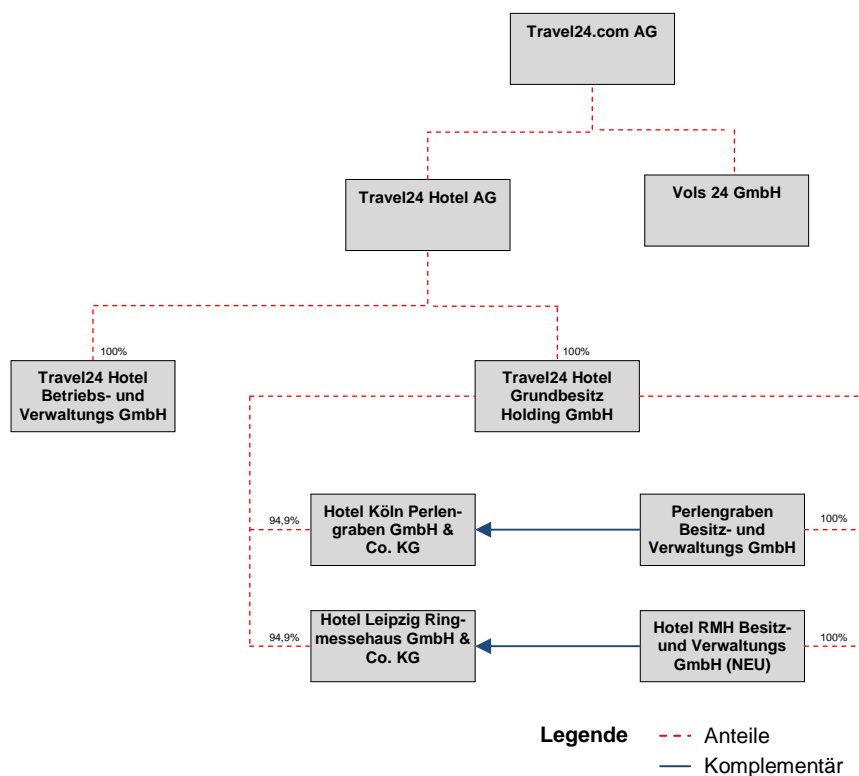 Travel24.com AG
Travel24 Hotel AG
Vols 24 GmbH
100%
100%
Travel24 Hotel
Betriebs- und
Verwaltungs GmbH
Travel24 Hotel
Grundbesitz
Holding GmbH
94,9%
Hotel Köln Perlen-
graben GmbH &
Co. KG
Perlengraben
Besitz- und
Verwaltungs GmbH
100%
94,9%
Hotel Leipzig Ring-
messehaus GmbH &
Co. KG
Hotel RMH Besitz-
und Verwaltungs
GmbH (NEU)
100%
Legende
Anteile
Komplementär